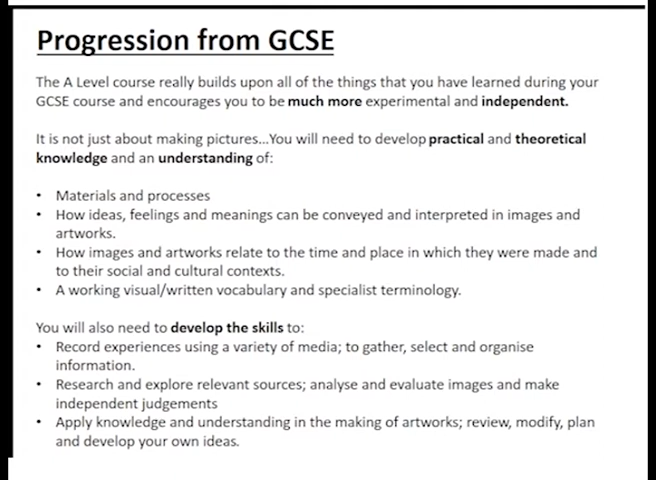 Progression from GCSE
The A Level course really builds upon all of the things that you have learned during your
GCSE course and encourages you to be much more experimental and independent.
It is not just about making pictures...You will need to develop practical and theoretical
knowledge and an understanding of:
• Materials and processes
• How ideas, feelings and meanings can be conveyed and interpreted in images and
artworks.
• How images and artworks relate to the time and place in which they were made and
to their social and cultural contexts.
• A working visual/written vocabulary and specialist terminology.
You will also need to develop the skills to:
• Record experiences using a variety of media; to gather, select and organise
information.
• Research and explore relevant sources; analyse and evaluate images and make
independent judgements
• Apply knowledge and understanding in the making of artworks; review, modify, plan
and develop your own ideas.